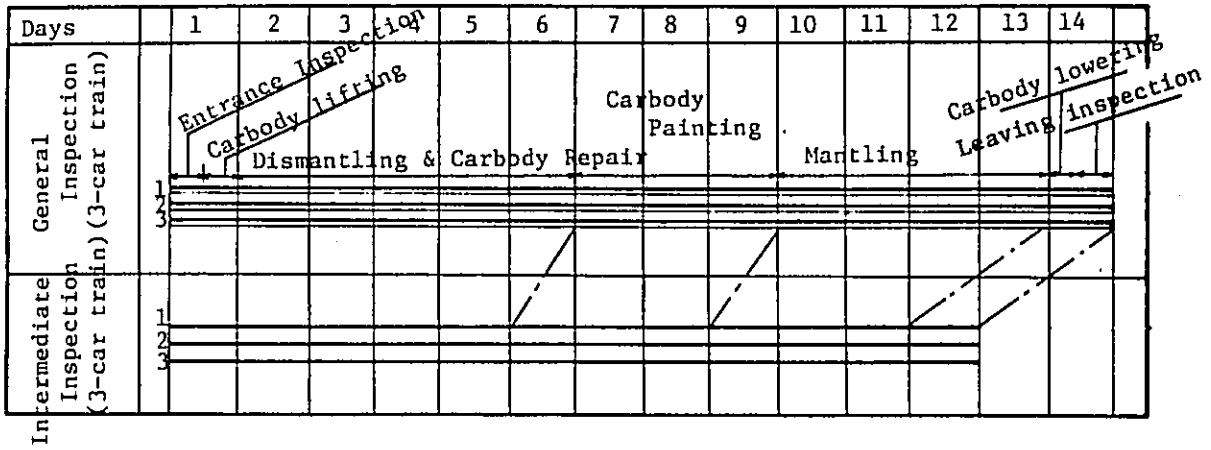 Days 1 2 3 4 5 6 7 8 9 10 11 12 13 14
General
Inspection
(3-car train)
Entrance Inspection
Carbody lifting
Dismantling & Carbody Repair
Carbody
Painting
Mantling
Carbody lowering
Leaving inspection
1
2
3
Intermediate
Inspection
(3-car train)
1
2
3